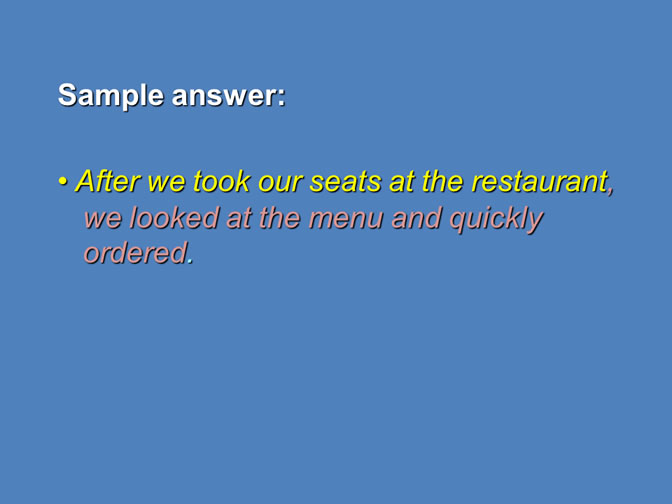 Sample answer:
• After we took our seats at the restaurant,
we looked at the menu and quickly
ordered.